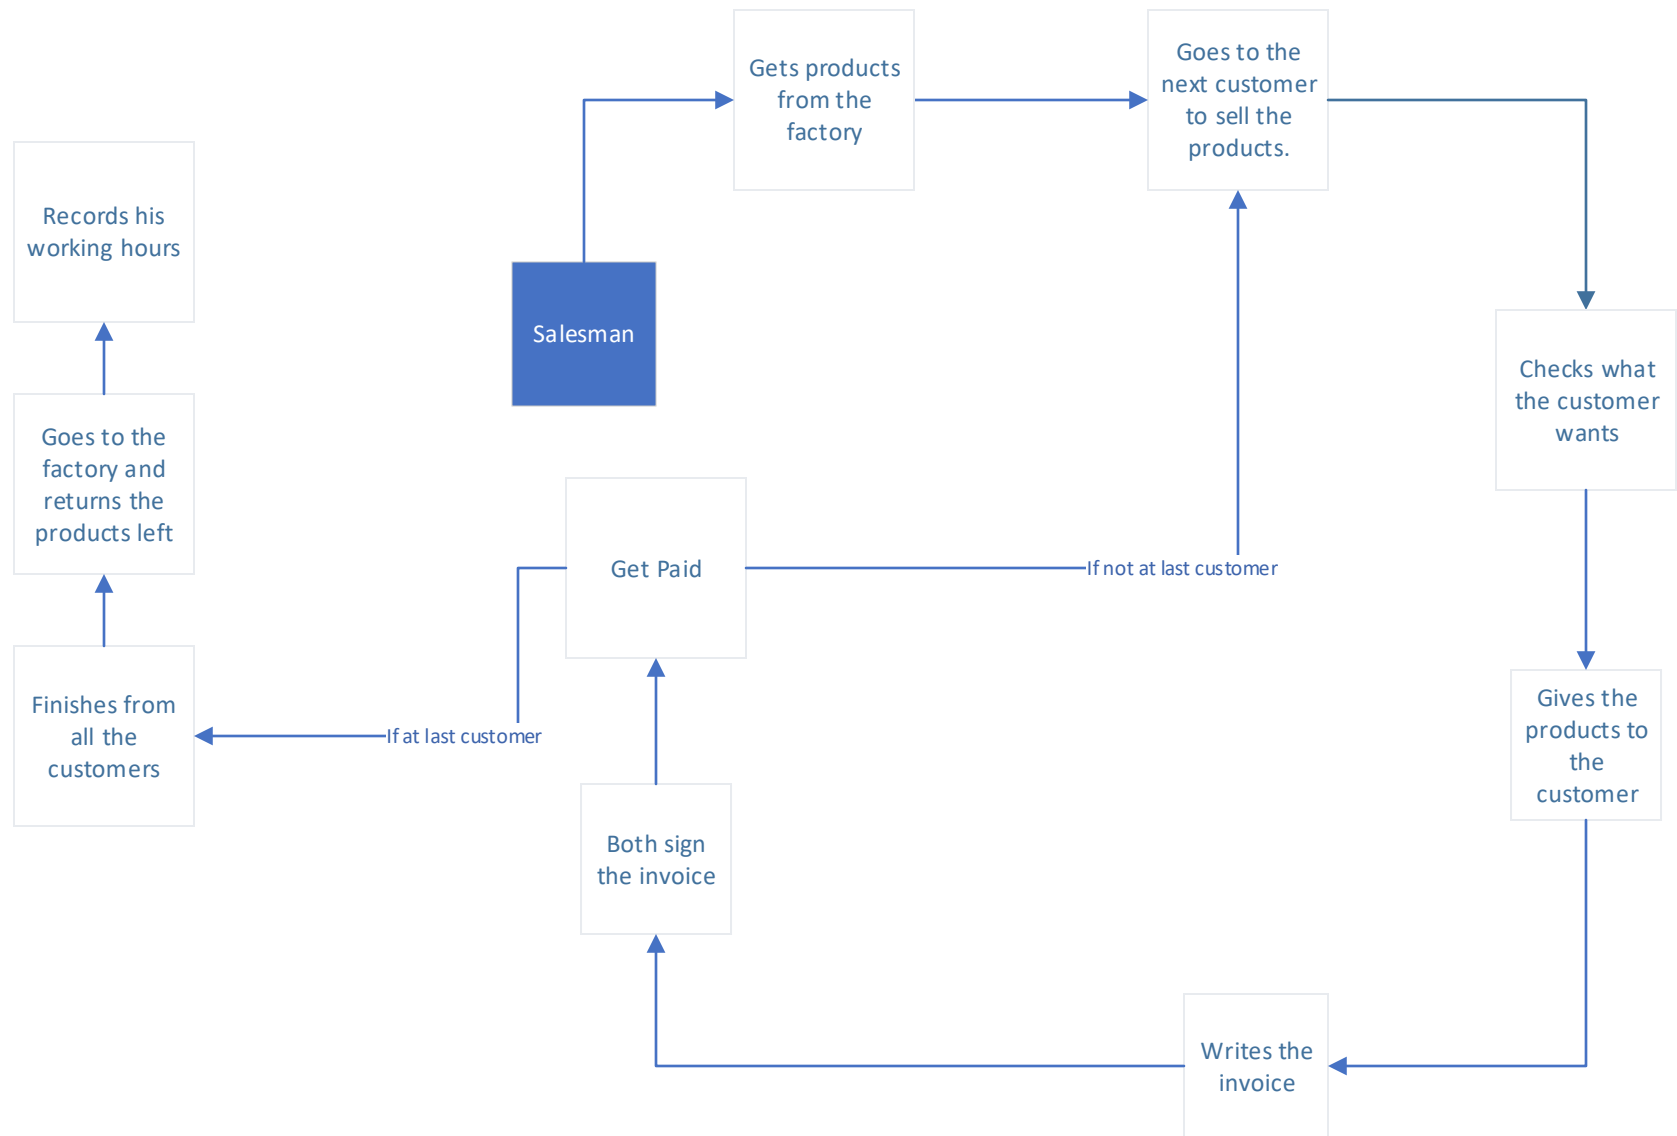 Gets products
from the
factory
Goes to the
next customer
to sell the
products.
Records his
working hours
Salesman
Checks what
the customer
wants
Goes to the
factory and
returns the
products left
Get Paid
If not at last customer
Finishes from
all the
customers
If at last customer
Gives the
products to
the
customer
Both sign
the invoice
Writes the
invoice